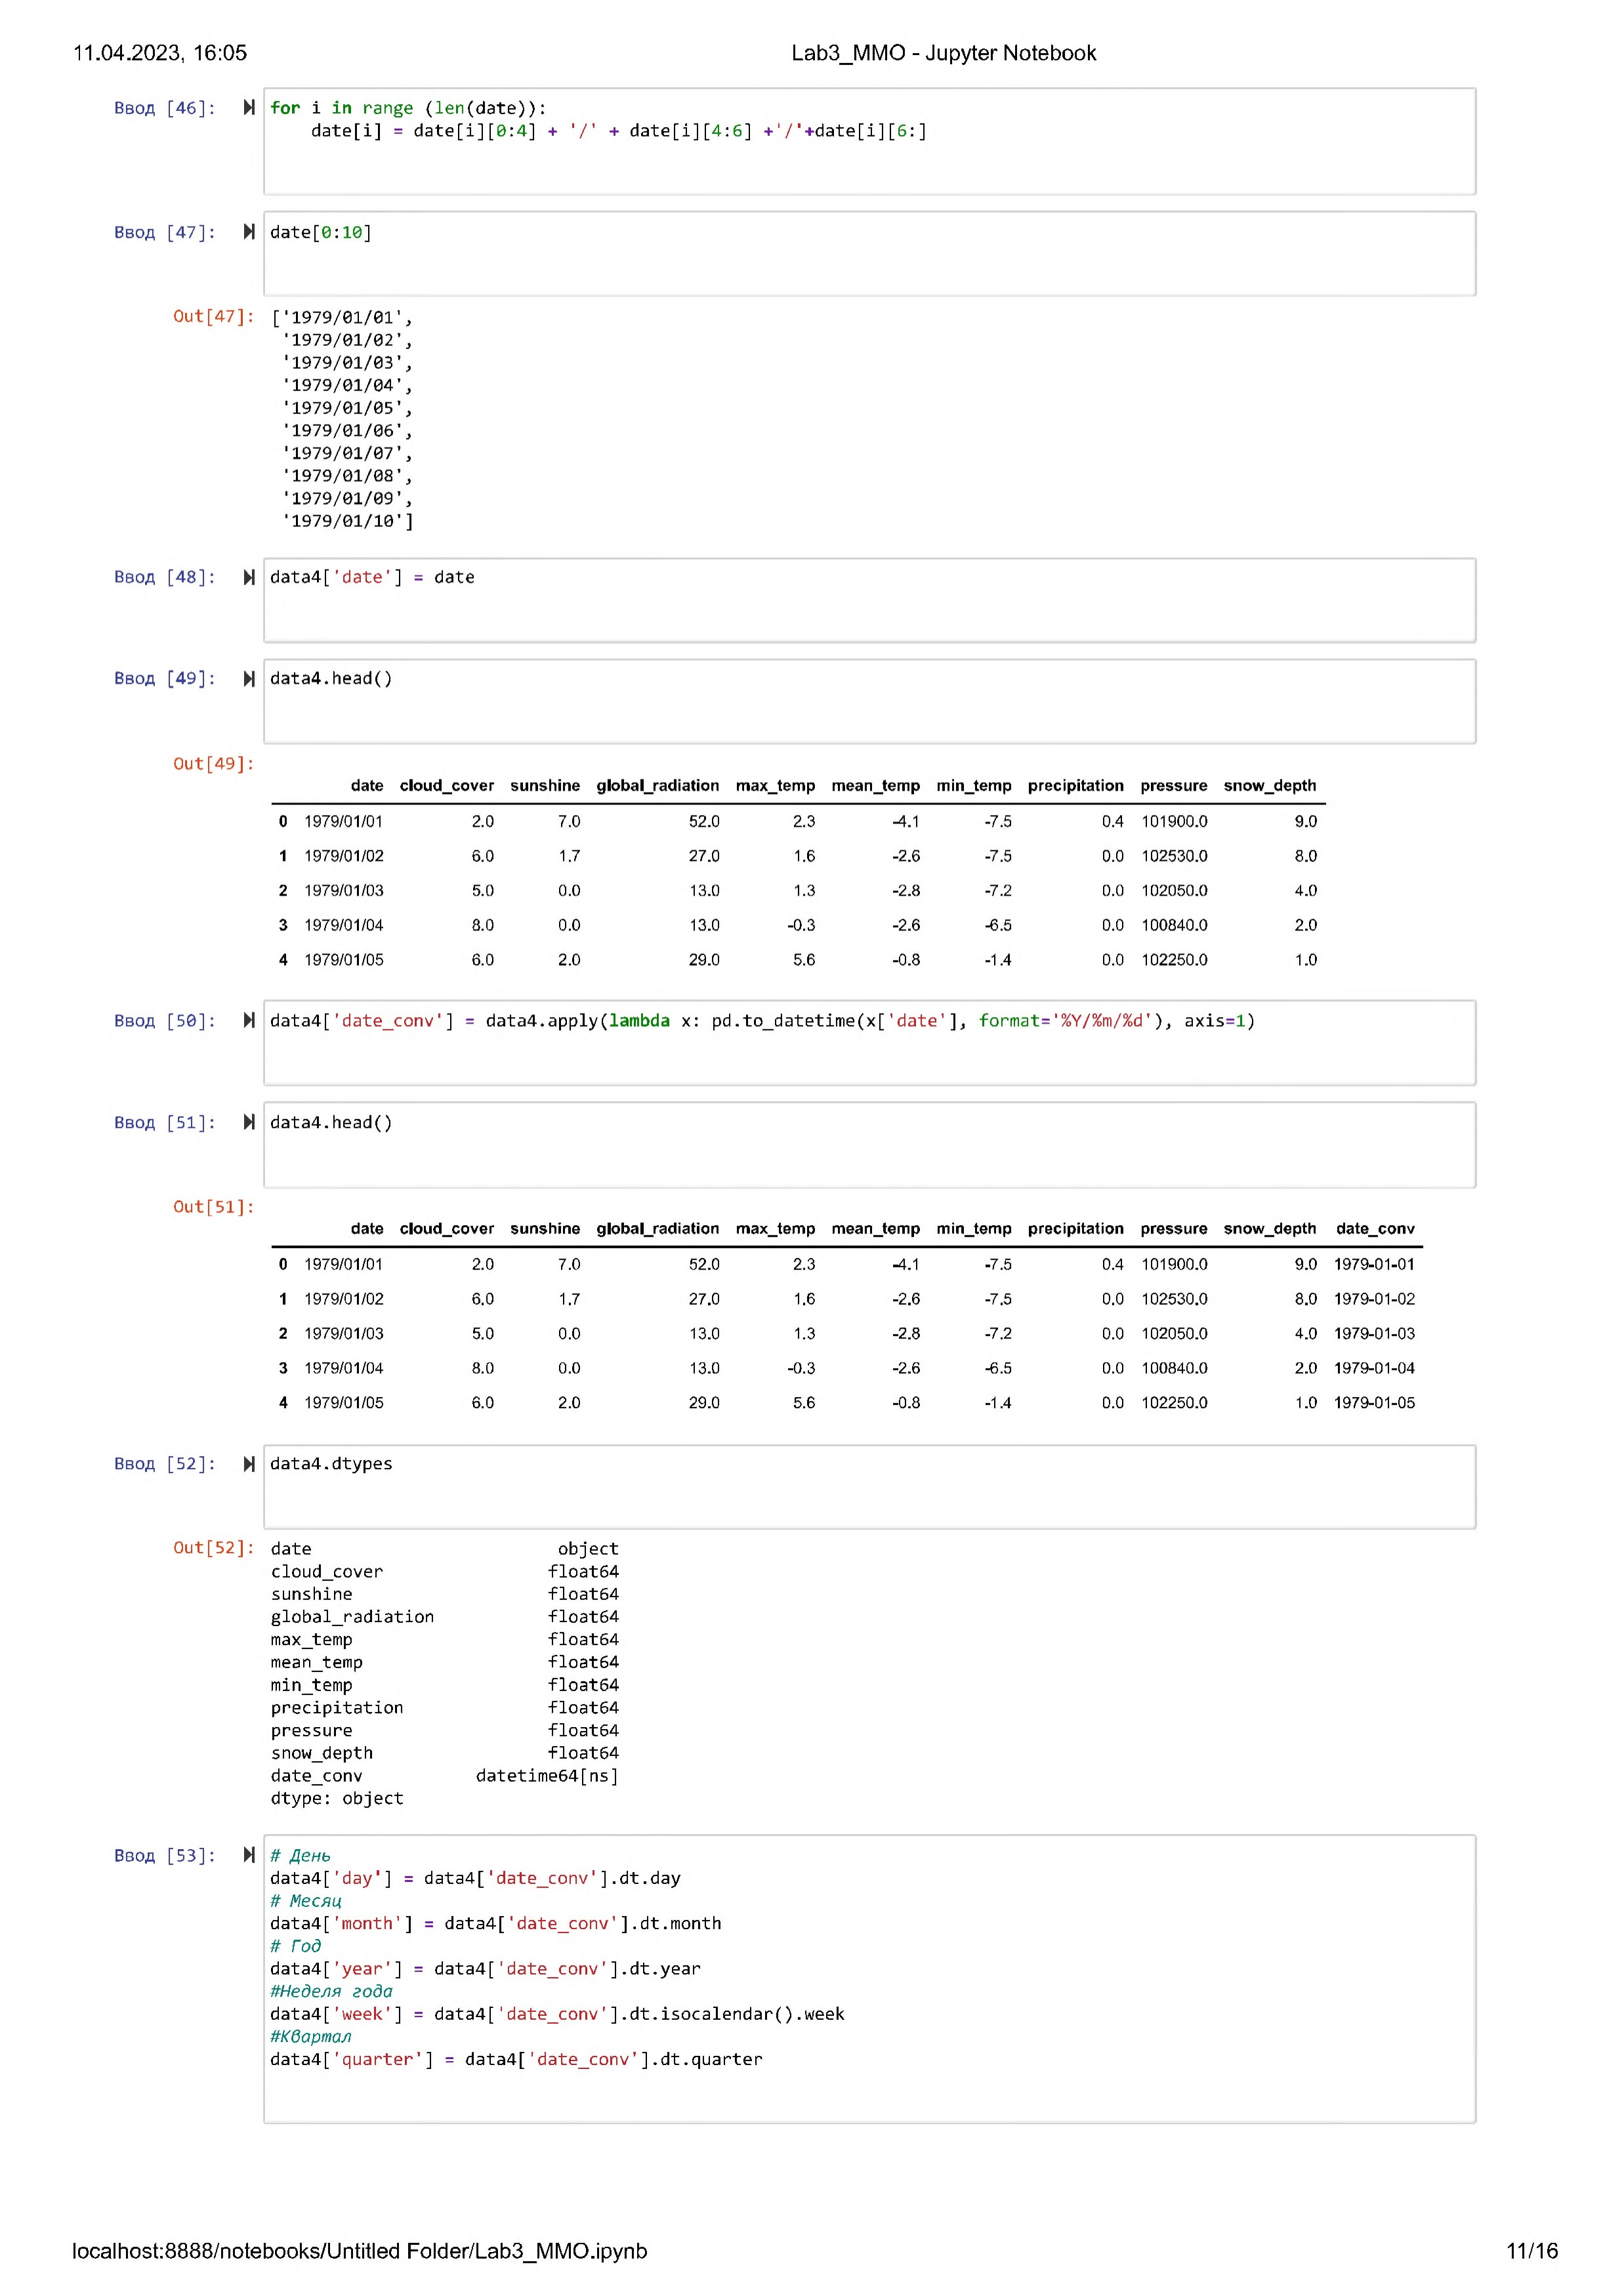 11.04.2023, 16:05 Lab3_MMO - Jupyter Notebook
Ввод [46]: for i in range (len(date)):
    date[i] = date[i][0:4] + '/' + date[i][4:6] +'/'+date[i][6:]
Ввод [47]: date[0:10]
Out[47]: ['1979/01/01',
 '1979/01/02',
 '1979/01/03',
 '1979/01/04',
 '1979/01/05',
 '1979/01/06',
 '1979/01/07',
 '1979/01/08',
 '1979/01/09',
 '1979/01/10']
Ввод [48]: data4['date'] = date
Ввод [49]: data4.head()
Out[49]:
date cloud_cover sunshine global_radiation max_temp mean_temp min_temp precipitation pressure snow_depth
0 1979/01/01 2.0 7.0 52.0 2.3 -4.1 -7.5 0.4 101900.0 9.0
1 1979/01/02 6.0 1.7 27.0 1.6 -2.6 -7.5 0.0 102530.0 8.0
2 1979/01/03 5.0 0.0 13.0 1.3 -2.8 -7.2 0.0 102050.0 4.0
3 1979/01/04 8.0 0.0 13.0 -0.3 -2.6 -6.5 0.0 100840.0 2.0
4 1979/01/05 6.0 2.0 29.0 5.6 -0.8 -1.4 0.0 102250.0 1.0
Ввод [50]: data4['date_conv'] = data4.apply(lambda x: pd.to_datetime(x['date'], format='%Y/%m/%d'), axis=1)
Ввод [51]: data4.head()
Out[51]:
date cloud_cover sunshine global_radiation max_temp mean_temp min_temp precipitation pressure snow_depth date_conv
0 1979/01/01 2.0 7.0 52.0 2.3 -4.1 -7.5 0.4 101900.0 9.0 1979-01-01
1 1979/01/02 6.0 1.7 27.0 1.6 -2.6 -7.5 0.0 102530.0 8.0 1979-01-02
2 1979/01/03 5.0 0.0 13.0 1.3 -2.8 -7.2 0.0 102050.0 4.0 1979-01-03
3 1979/01/04 8.0 0.0 13.0 -0.3 -2.6 -6.5 0.0 100840.0 2.0 1979-01-04
4 1979/01/05 6.0 2.0 29.0 5.6 -0.8 -1.4 0.0 102250.0 1.0 1979-01-05
Ввод [52]: data4.dtypes
Out[52]: date object
cloud_cover float64
sunshine float64
global_radiation float64
max_temp float64
mean_temp float64
min_temp float64
precipitation float64
pressure float64
snow_depth float64
date_conv datetime64[ns]
dtype: object
Ввод [53]: # День
data4['day'] = data4['date_conv'].dt.day
# Месяц
data4['month'] = data4['date_conv'].dt.month
# Год
data4['year'] = data4['date_conv'].dt.year
#Неделя года
data4['week'] = data4['date_conv'].dt.isocalendar().week
#Квартал
data4['quarter'] = data4['date_conv'].dt.quarter
localhost:8888/notebooks/Untitled Folder/Lab3_MMO.ipynb 11/16